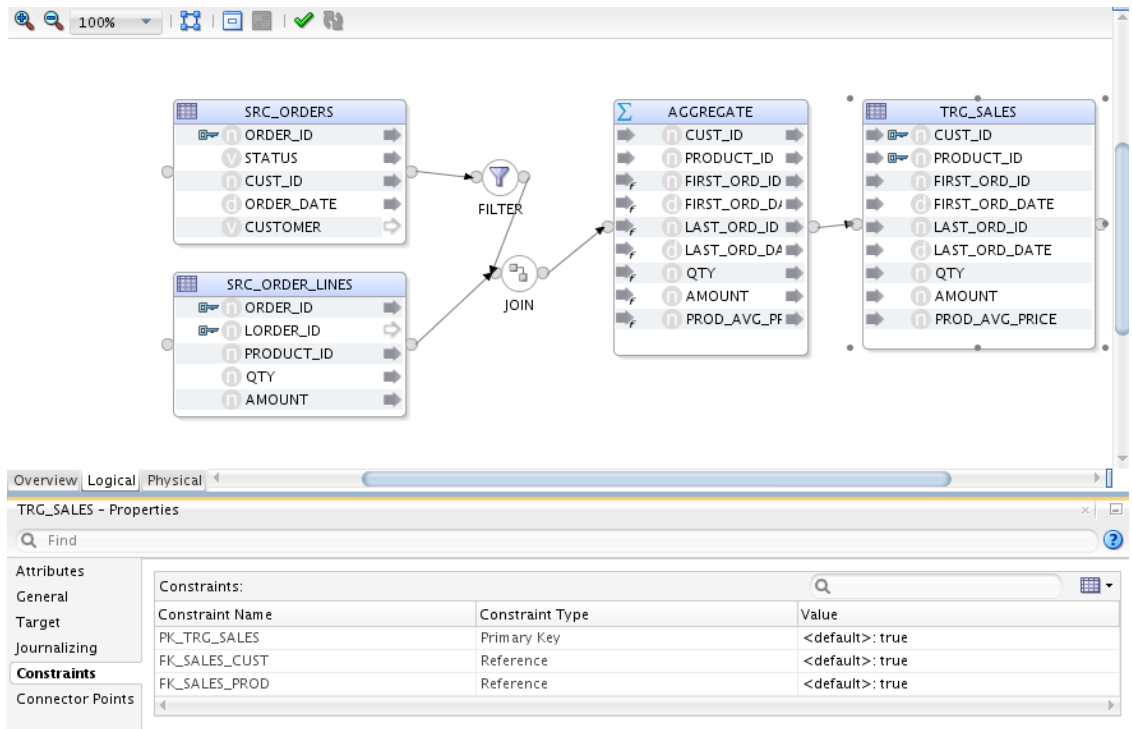 100%
SRC_ORDERS
ORDER_ID
STATUS
CUST_ID
ORDER_DATE
CUSTOMER
SRC_ORDER_LINES
ORDER_ID
LORDER_ID
PRODUCT_ID
QTY
AMOUNT
FILTER
JOIN
AGGREGATE
CUST_ID
PRODUCT_ID
FIRST_ORD_ID
FIRST_ORD_DA
LAST_ORD_ID
LAST_ORD_DA
QTY
AMOUNT
PROD_AVG_PR
TRG_SALES
CUST_ID
PRODUCT_ID
FIRST_ORD_ID
FIRST_ORD_DATE
LAST_ORD_ID
LAST_ORD_DATE
QTY
AMOUNT
PROD_AVG_PRICE
Overview Logical Physical
TRG_SALES - Properties
Find
Attributes
General
Target
Journalizing
Constraints
Connector Points
Constraints:
Constraint Name Constraint Type Value
PK_TRG_SALES Primary Key <default>: true
FK_SALES_CUST Reference <default>: true
FK_SALES_PROD Reference <default>: true